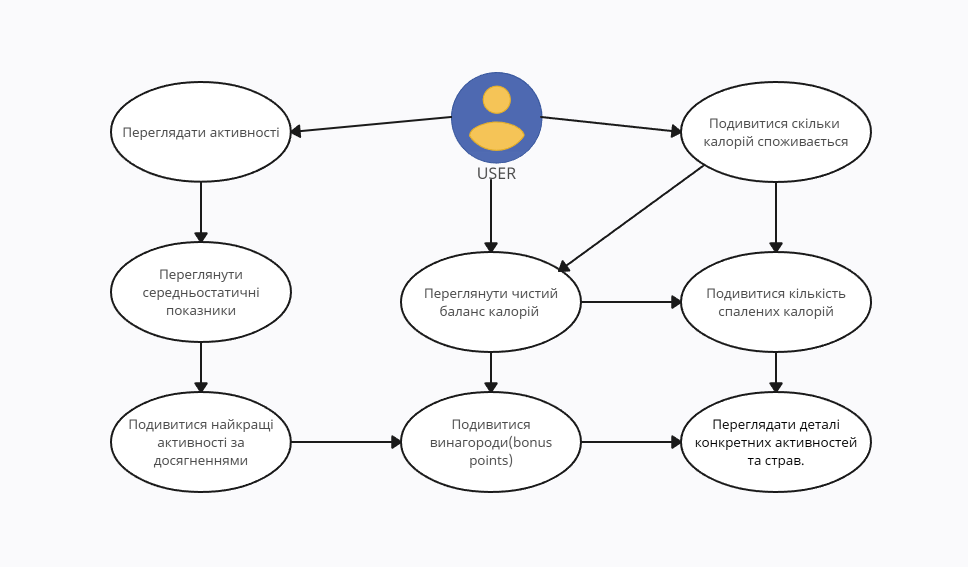 USER
Переглядати активності
Подивитися скільки
калорій споживається
Переглянути
середньостатичні
показники
Переглянути чистий
баланс калорій
Подивитися кількість
спалених калорій
Подивитися найкращі
активності за
досягненнями
Подивитися
винагороди(bonus
points)
Переглядати деталі
конкретних активностей
та страв.